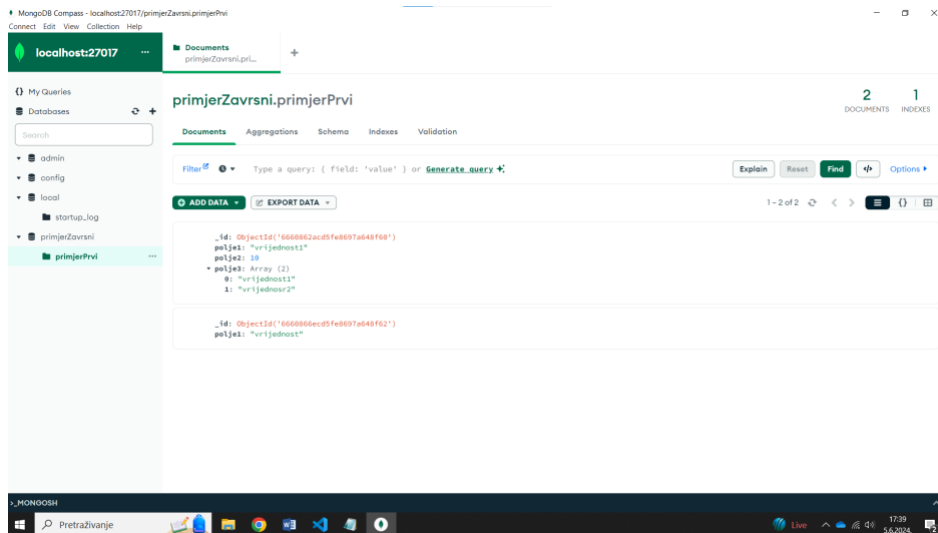 MongoDB Compass - localhost:27017/primjerZavrsni.primjerPrvi
Connect Edit View Collection Help
localhost:27017 ...
Documents
primjerZavrsni.pri...
+
{} My Queries
Databases
Search
admin
config
local
startup_log
primjerZavrsni
primjerPrvi ...
primjerZavrsni.primjerPrvi
2
DOCUMENTS
1
INDEXES
Documents Aggregations Schema Indexes Validation
Filter Type a query: { field: 'value' } or Generate query
Explain Reset Find </> Options
ADD DATA EXPORT DATA 1 - 2 of 2 {}
_id: ObjectId('6660862acd5fe8697a648f60')
polje1: "vrijednost1"
polje2: 10
polje3: Array (2)
0: "vrijednost1"
1: "vrijednosr2"
_id: ObjectId('6660866ecd5fe8697a648f62')
polje1: "vrijednost"
>_MONGOSH
Pretraživanje
Live
17:39
5.6.2024.
2